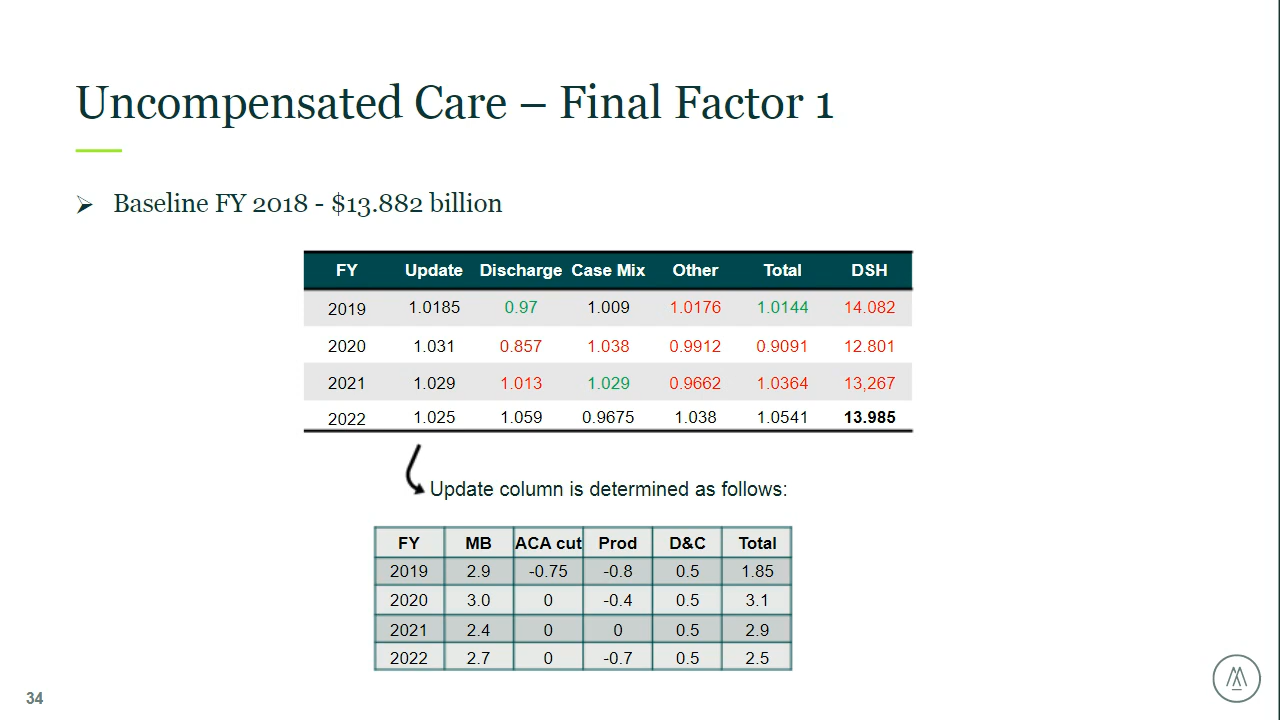 Uncompensated Care – Final Factor 1
➢ Baseline FY 2018 - $13.882 billion
FY Update Discharge Case Mix Other Total DSH
2019 1.0185 0.97 1.009 1.0176 1.0144 14.082
2020 1.031 0.857 1.038 0.9912 0.9091 12.801
2021 1.029 1.013 1.029 0.9662 1.0364 13,267
2022 1.025 1.059 0.9675 1.038 1.0541 13.985
Update column is determined as follows:
FY MB ACA cut Prod D&C Total
2019 2.9 -0.75 -0.8 0.5 1.85
2020 3.0 0 -0.4 0.5 3.1
2021 2.4 0 0 0.5 2.9
2022 2.7 0 -0.7 0.5 2.5
34